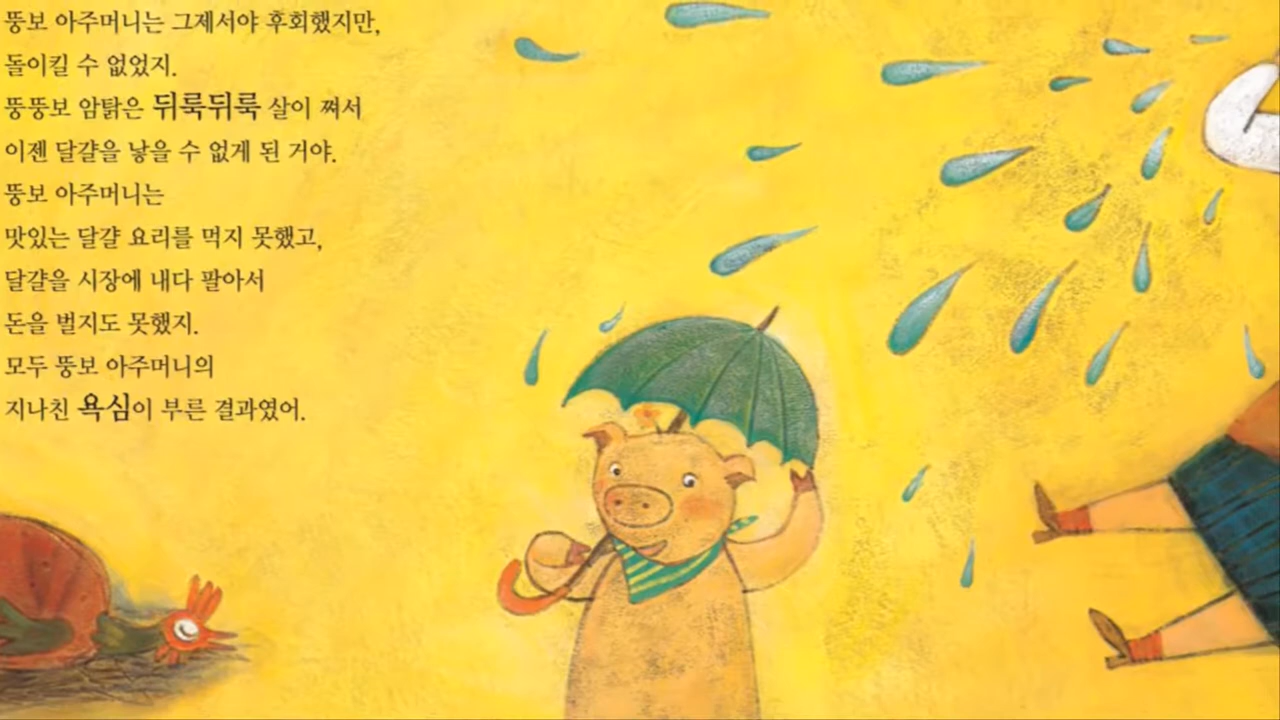 뚱보 아주머니는 그제서야 후회했지만,
돌이킬 수 없었지.
뚱뚱보 암탉은 뒤룩뒤룩 살이 쪄서
이젠 달걀을 낳을 수 없게 된 거야.
뚱보 아주머니는
맛있는 달걀 요리를 먹지 못했고,
달걀을 시장에 내다 팔아서
돈을 벌지도 못했지.
모두 뚱보 아주머니의
지나친 욕심이 부른 결과였어.